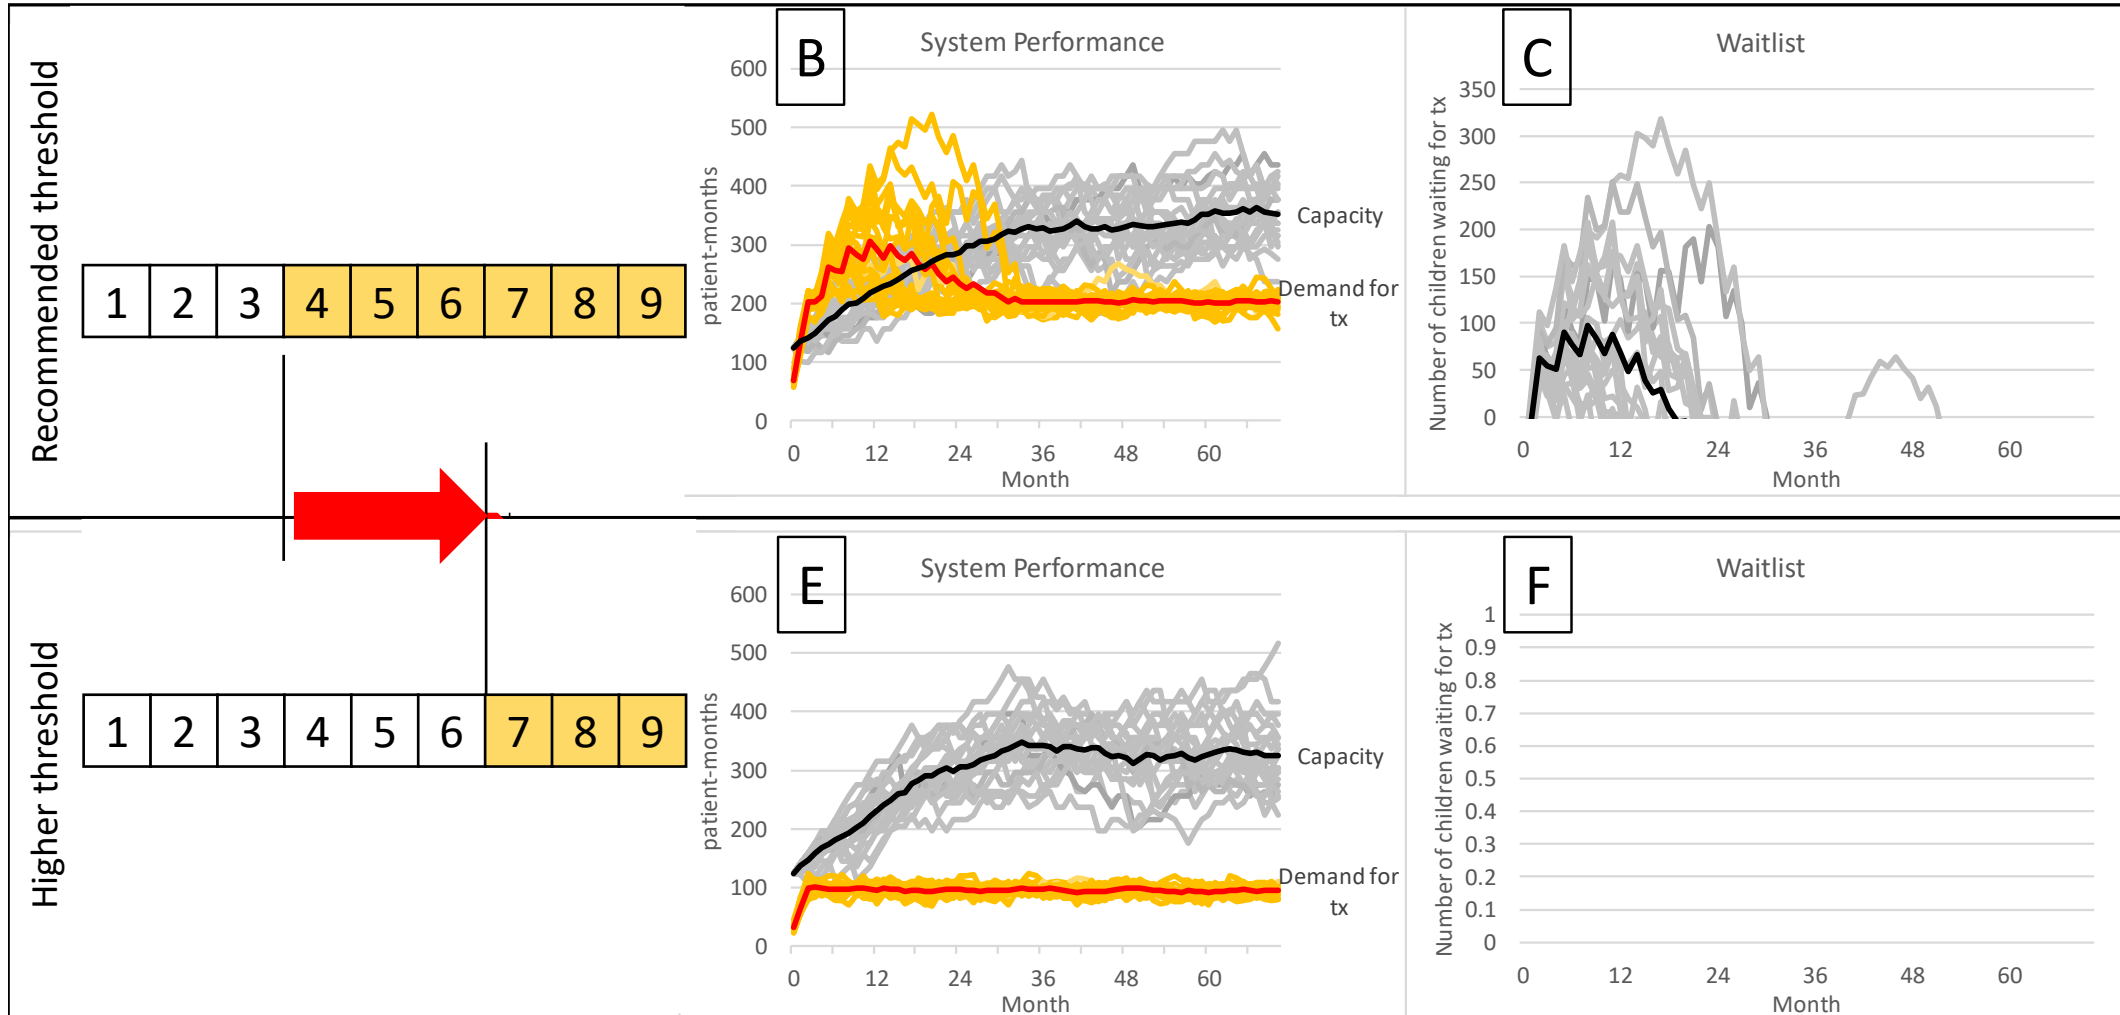 Recommended threshold
1 2 3 4 5 6 7 8 9
B
System Performance
patient-months
600
500
400
300
200
100
0
0 12 24 36 48 60
Month
Capacity
Demand for
tx
C
Waitlist
Number of children waiting for tx
350
300
250
200
150
100
50
0
0 12 24 36 48 60
Month
Higher threshold
1 2 3 4 5 6 7 8 9
E
System Performance
patient-months
600
500
400
300
200
100
0
0 12 24 36 48 60
Month
Capacity
Demand for
tx
F
Waitlist
Number of children waiting for tx
1
0.9
0.8
0.7
0.6
0.5
0.4
0.3
0.2
0.1
0
0 12 24 36 48 60
Month